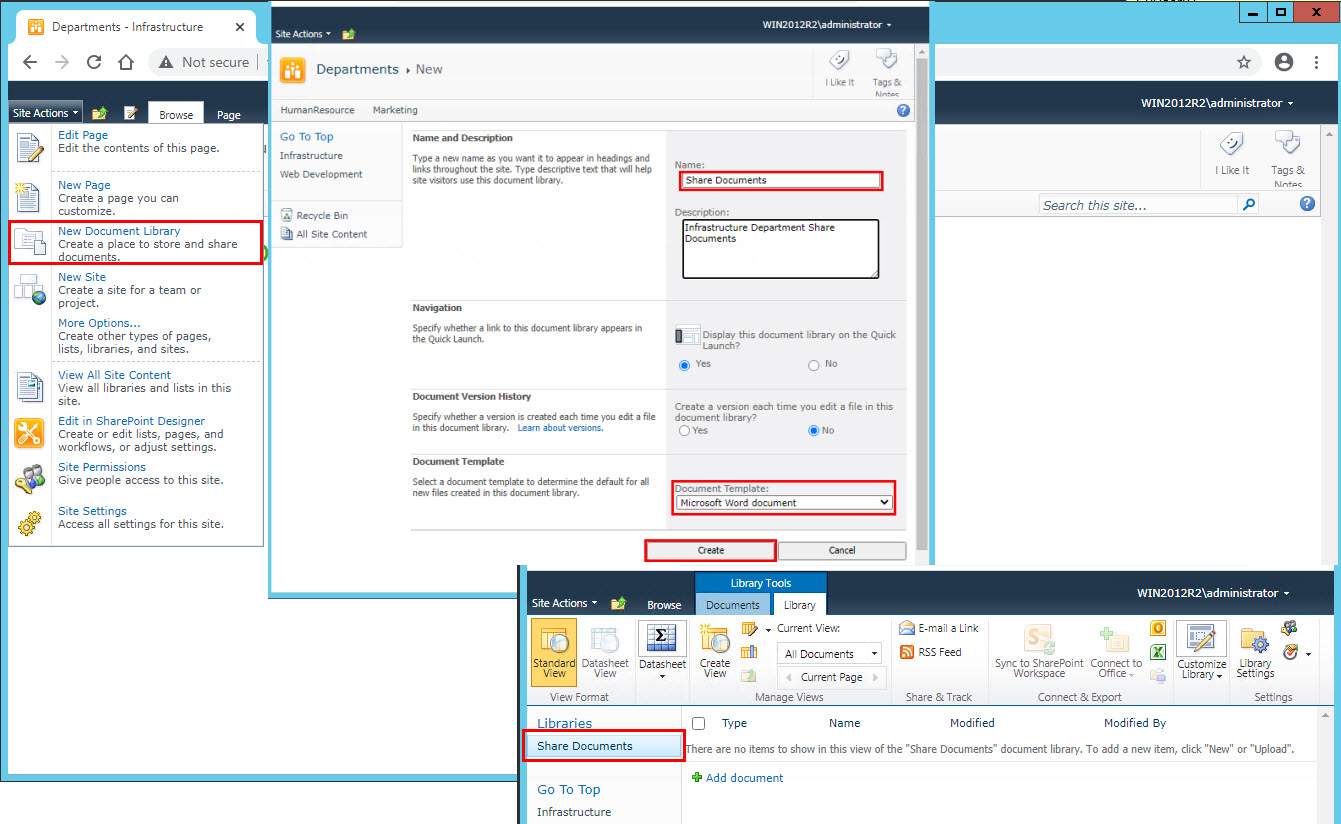 Departments - Infrastructure
Not secure
Site Actions
Browse
Page
Edit Page
Edit the contents of this page.
New Page
Create a page you can
customize.
New Document Library
Create a place to store and share
documents.
New Site
Create a site for a team or
project.
More Options...
Create other types of pages,
lists, libraries, and sites.
View All Site Content
View all libraries and lists in this
site.
Edit in SharePoint Designer
Create or edit lists, pages, and
workflows, or adjust settings.
Site Permissions
Give people access to this site.
Site Settings
Access all settings for this site.
WIN2012R2\administrator
Site Actions
Departments › New
I Like It
Tags &
Notes
HumanResource Marketing
Go To Top
Infrastructure
Web Development
Recycle Bin
All Site Content
Name and Description
Type a new name as you want it to appear in headings and
links throughout the site. Type descriptive text that will help
site visitors use this document library.
Name:
Share Documents
Description:
Infrastructure Department Share
Documents
Navigation
Specify whether a link to this document library appears in
the Quick Launch.
Display this document library on the Quick
Launch?
Yes No
Document Version History
Specify whether a version is created each time you edit a file
in this document library. Learn about versions.
Create a version each time you edit a file in this
document library?
Yes No
Document Template
Select a document template to determine the default for all
new files created in this document library.
Document Template:
Microsoft Word document
Create Cancel
WIN2012R2\administrator
I Like It
Tags &
Notes
Search this site...
Site Actions
Browse
Library Tools
Documents
Library
WIN2012R2\administrator
Standard
View
Datasheet
View
View Format
Datasheet
Create
View
Current View:
All Documents
Current Page
Manage Views
E-mail a Link
RSS Feed
Share & Track
Sync to SharePoint
Workspace
Connect to
Office
Connect & Export
Customize
Library
Library
Settings
Settings
Libraries
Share Documents
Go To Top
Infrastructure
Type Name Modified Modified By
There are no items to show in this view of the "Share Documents" document library. To add a new item, click "New" or "Upload".
Add document